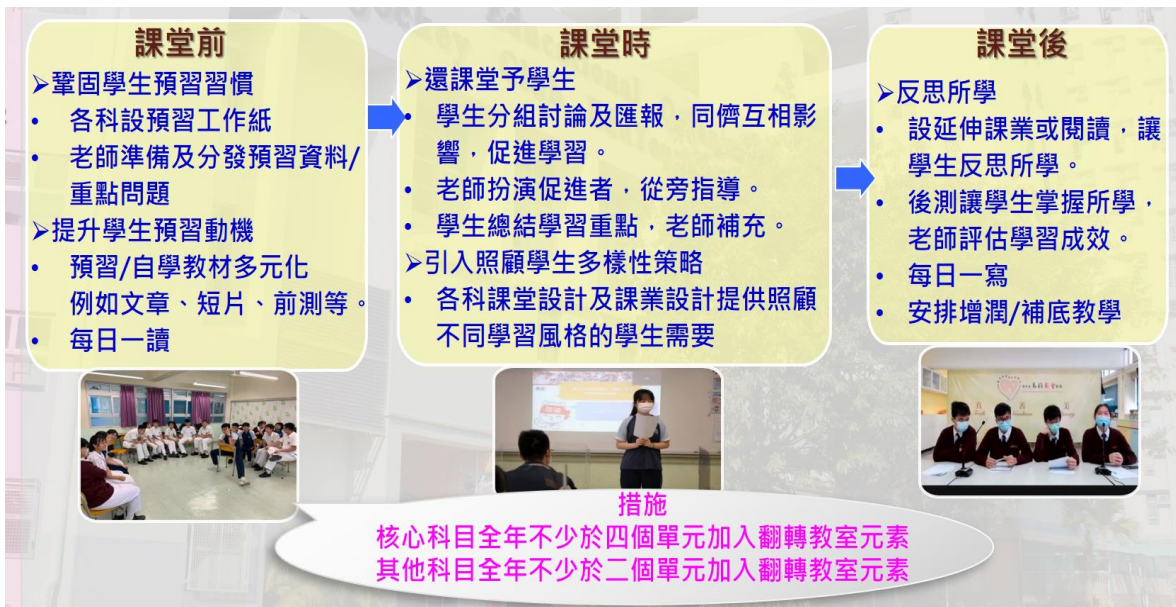 課堂前
➢鞏固學生預習習慣
• 各科設預習工作紙
• 老師準備及分發預習資料/
重點問題
➢提升學生預習動機
• 預習/自學教材多元化
例如文章、短片、前測等。
• 每日一讀
課堂時
➢還課堂予學生
• 學生分組討論及匯報，同儕互相影
響，促進學習。
• 老師扮演促進者，從旁指導。
• 學生總結學習重點，老師補充。
➢引入照顧學生多樣性策略
• 各科課堂設計及課業設計提供照顧
不同學習風格的學生需要
課堂後
➢反思所學
• 設延伸課業或閱讀，讓
學生反思所學。
• 後測讓學生掌握所學，
老師評估學習成效。
• 每日一寫
• 安排增潤/補底教學
措施
核心科目全年不少於四個單元加入翻轉教室元素
其他科目全年不少於二個單元加入翻轉教室元素